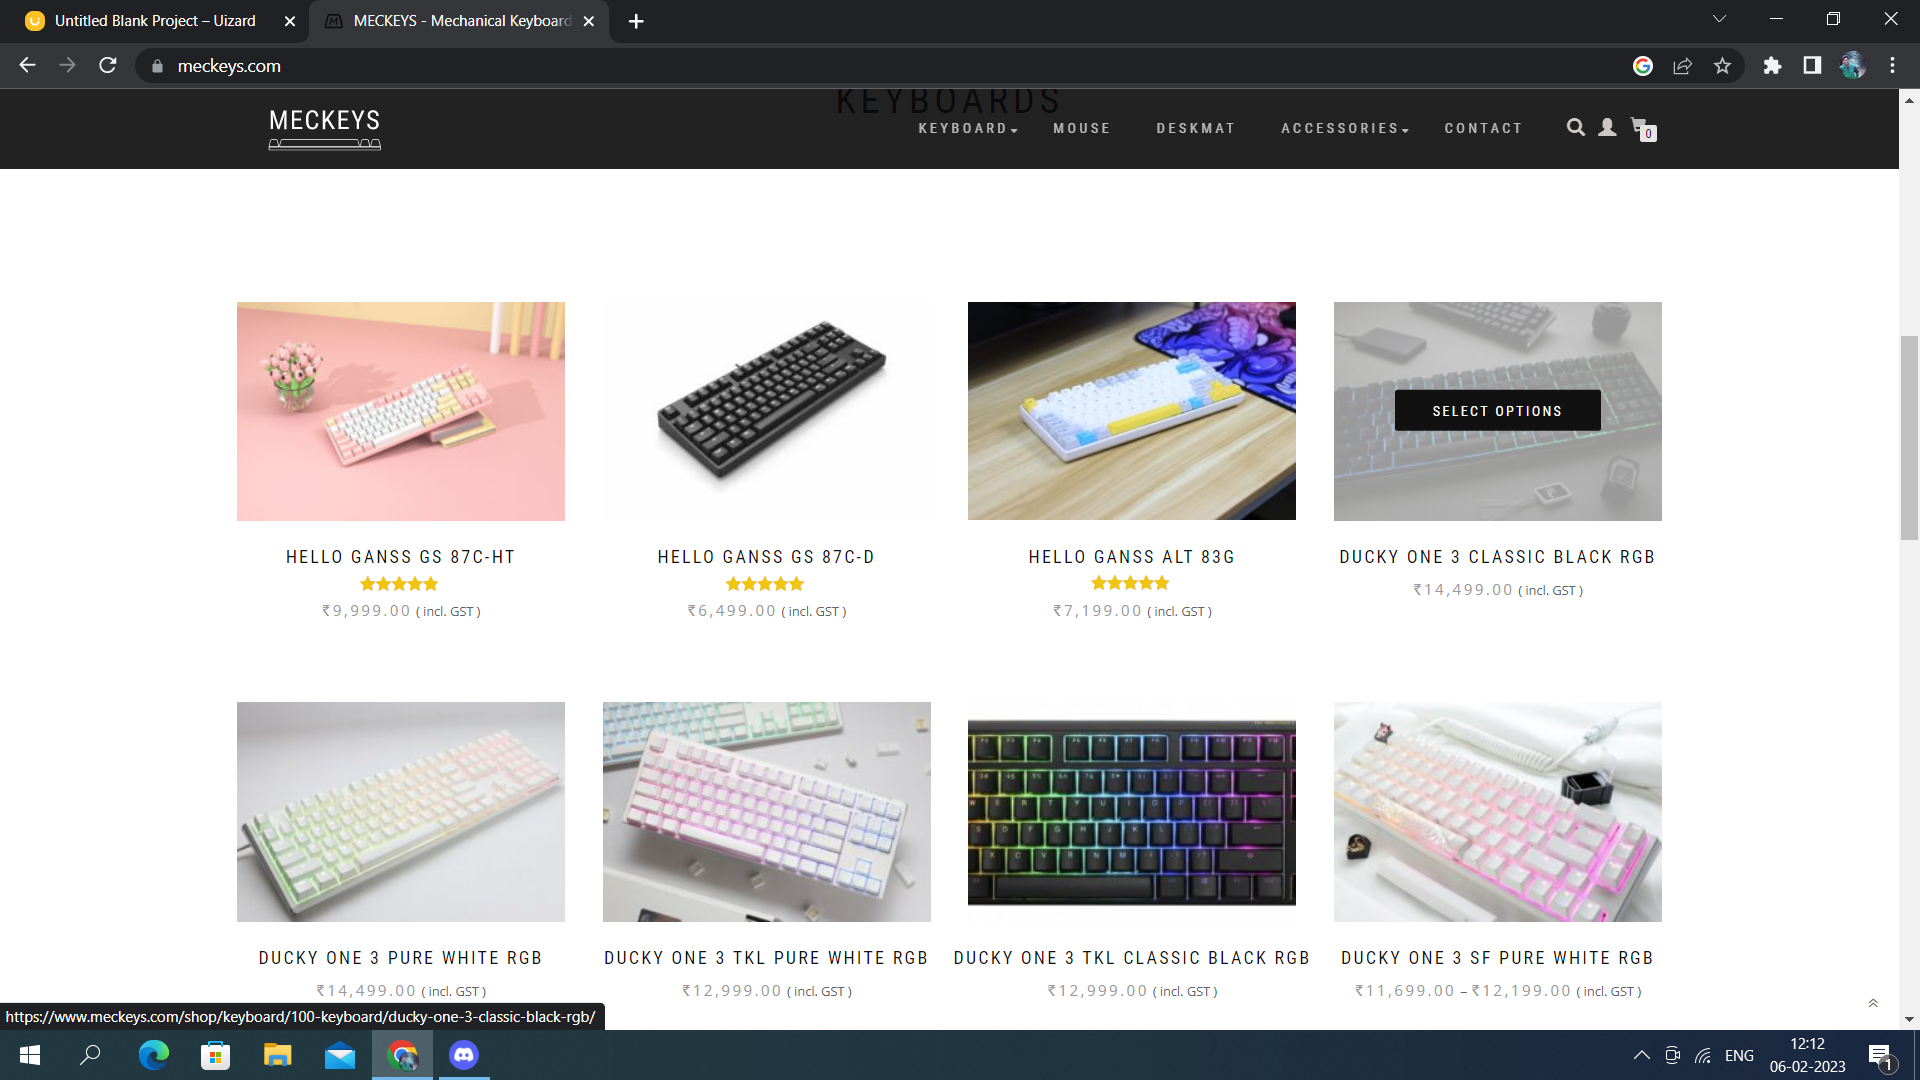 Untitled Blank Project – Uizard
MECKEYS - Mechanical Keyboard
meckeys.com
KEYBOARDS
MECKEYS
KEYBOARD
MOUSE
DESKMAT
ACCESSORIES
CONTACT
0
SELECT OPTIONS
HELLO GANSS GS 87C-HT
₹9,999.00 ( incl. GST )
HELLO GANSS GS 87C-D
₹6,499.00 ( incl. GST )
HELLO GANSS ALT 83G
₹7,199.00 ( incl. GST )
DUCKY ONE 3 CLASSIC BLACK RGB
₹14,499.00 ( incl. GST )
DUCKY ONE 3 PURE WHITE RGB
₹14,499.00 ( incl. GST )
DUCKY ONE 3 TKL PURE WHITE RGB
₹12,999.00 ( incl. GST )
DUCKY ONE 3 TKL CLASSIC BLACK RGB
₹12,999.00 ( incl. GST )
DUCKY ONE 3 SF PURE WHITE RGB
₹11,699.00 – ₹12,199.00 ( incl. GST )
https://www.meckeys.com/shop/keyboard/100-keyboard/ducky-one-3-classic-black-rgb/
ENG
12:12
06-02-2023
1